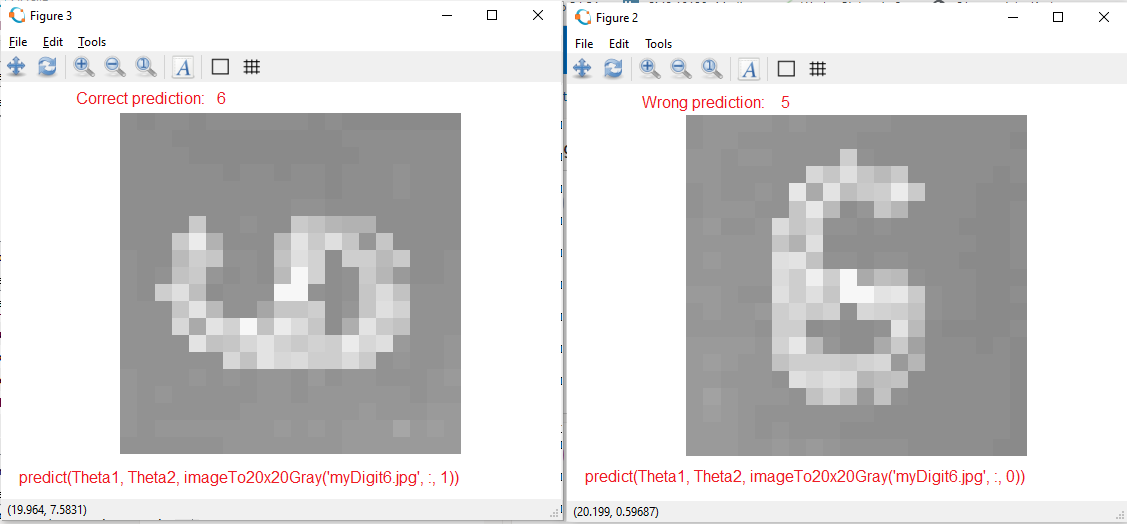 Figure 3
File Edit Tools
A
Correct prediction: 6
predict(Theta1, Theta2, imageTo20x20Gray('myDigit6.jpg', :, 1))
(19.964, 7.5831)
Figure 2
File Edit Tools
A
Wrong prediction: 5
predict(Theta1, Theta2, imageTo20x20Gray('myDigit6.jpg', :, 0))
(20.199, 0.59687)